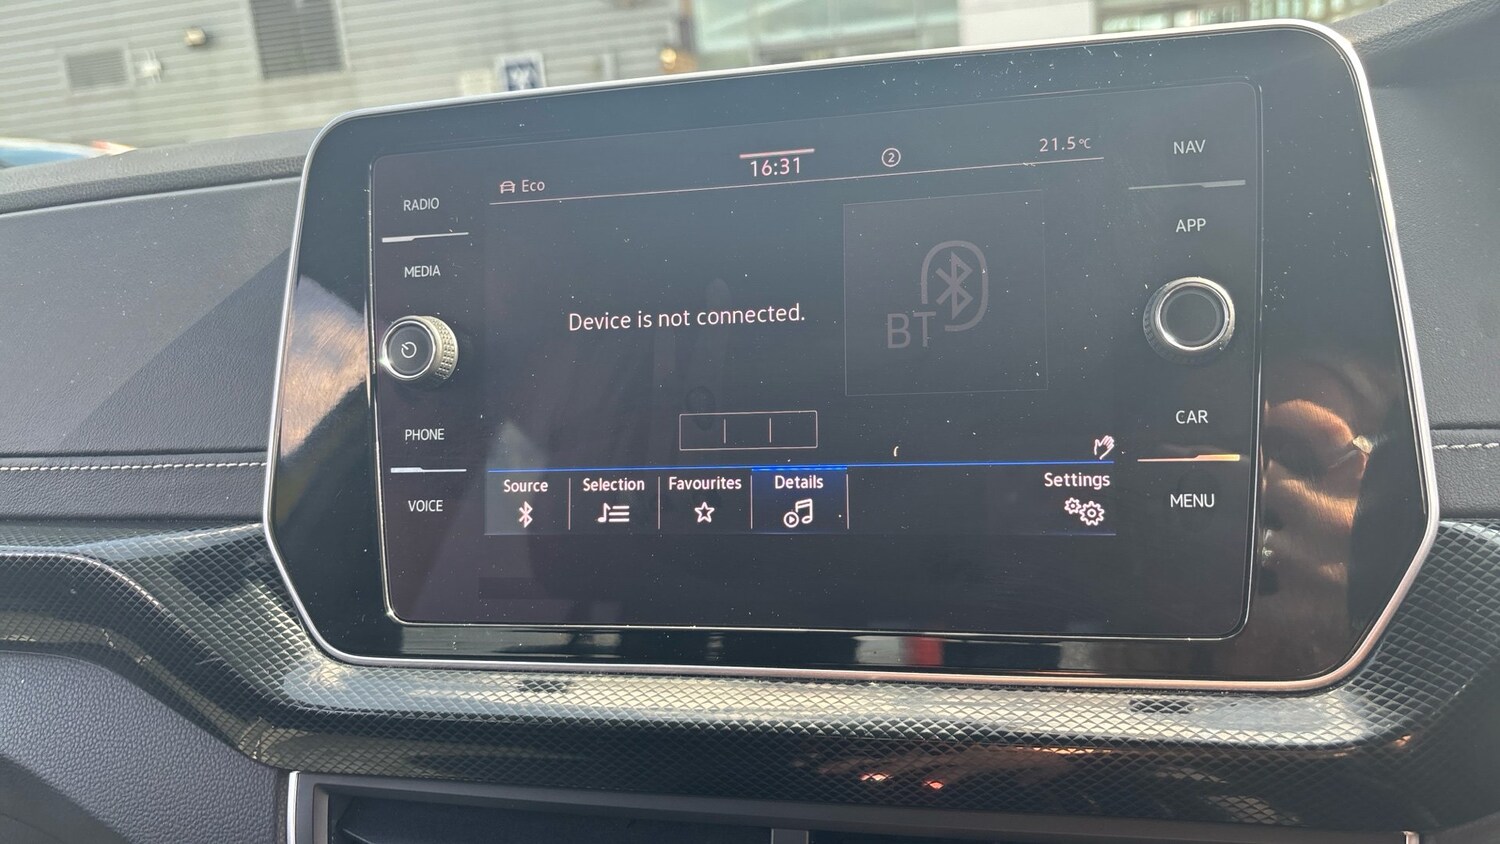 Eco
16:31
2
21.5°C
NAV
RADIO
APP
MEDIA
Device is not connected.
BT
PHONE
CAR
Source
Selection
Favourites
Details
Settings
VOICE
MENU